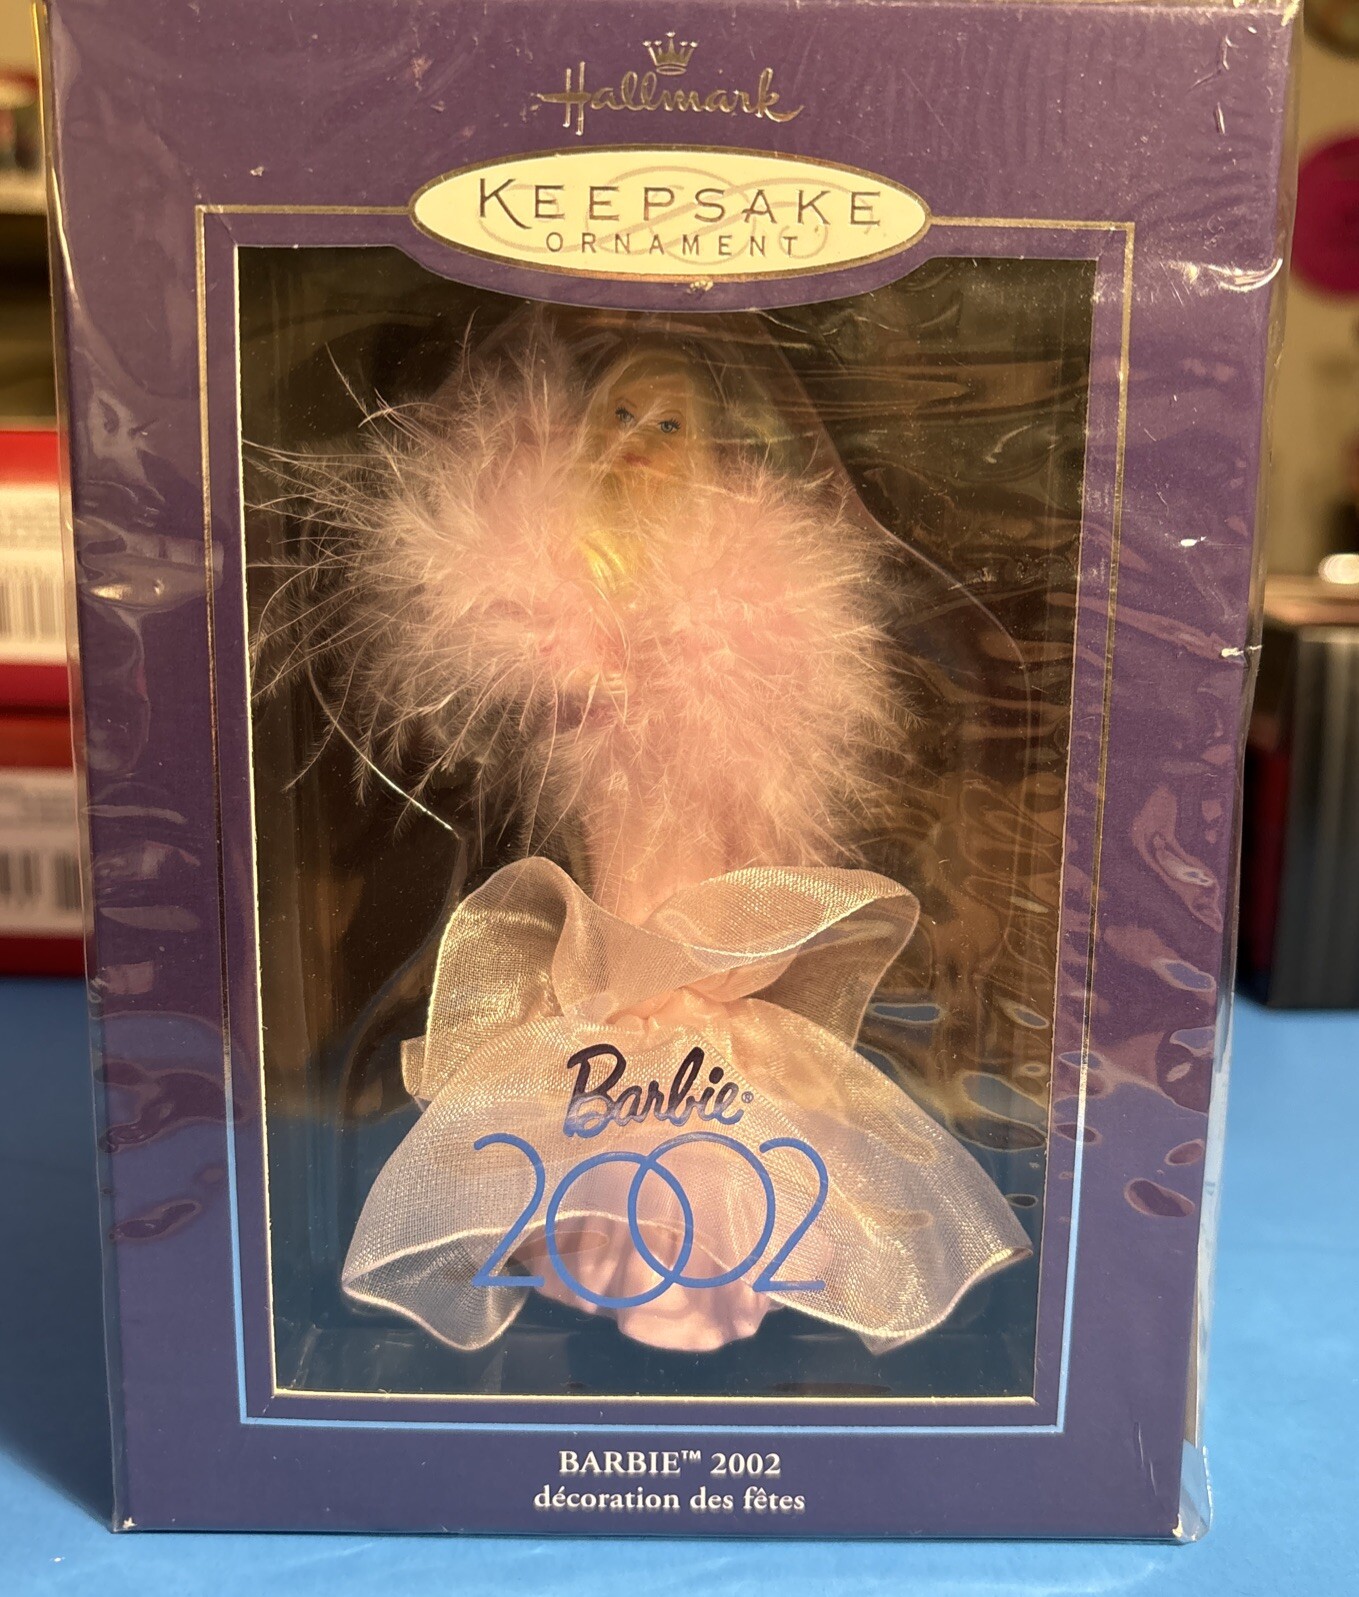 Hallmark
KEEPSAKE
ORNAMENT
Barbie®
2002
BARBIE™ 2002
décoration des fêtes